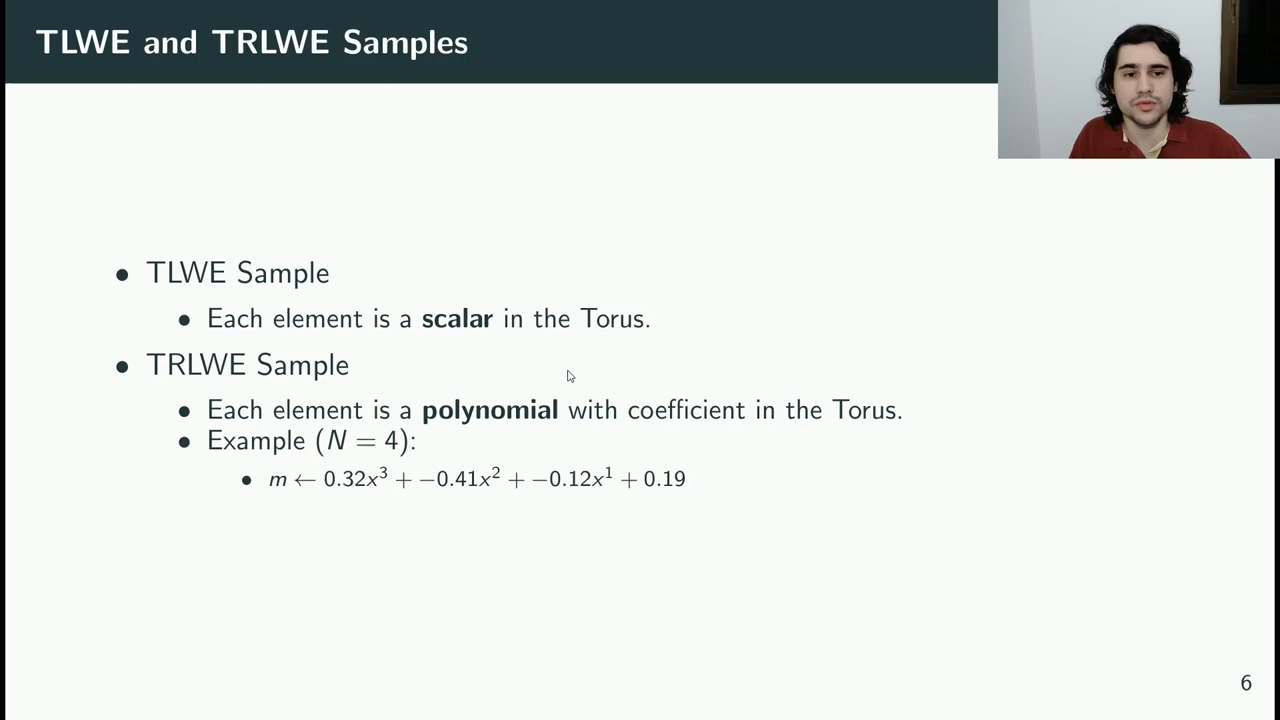 TLWE and TRLWE Samples
• TLWE Sample
• Each element is a scalar in the Torus.
• TRLWE Sample
• Each element is a polynomial with coefficient in the Torus.
• Example (N = 4):
• m ← 0.32x³ + −0.41x² + −0.12x¹ + 0.19
6